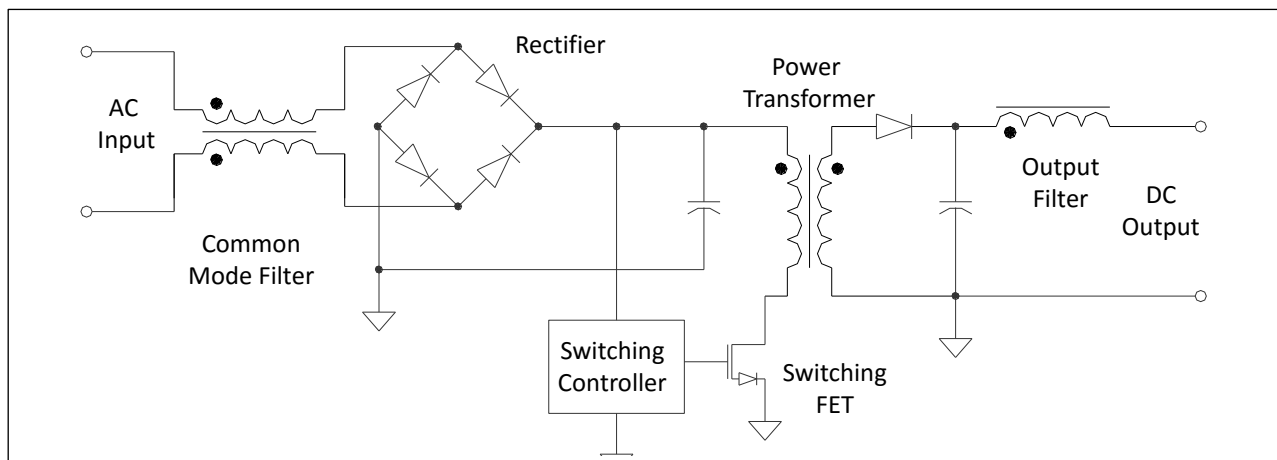 Rectifier
Power
Transformer
AC
Input
Output
Filter
DC
Output
Common
Mode Filter
Switching
Controller
Switching
FET